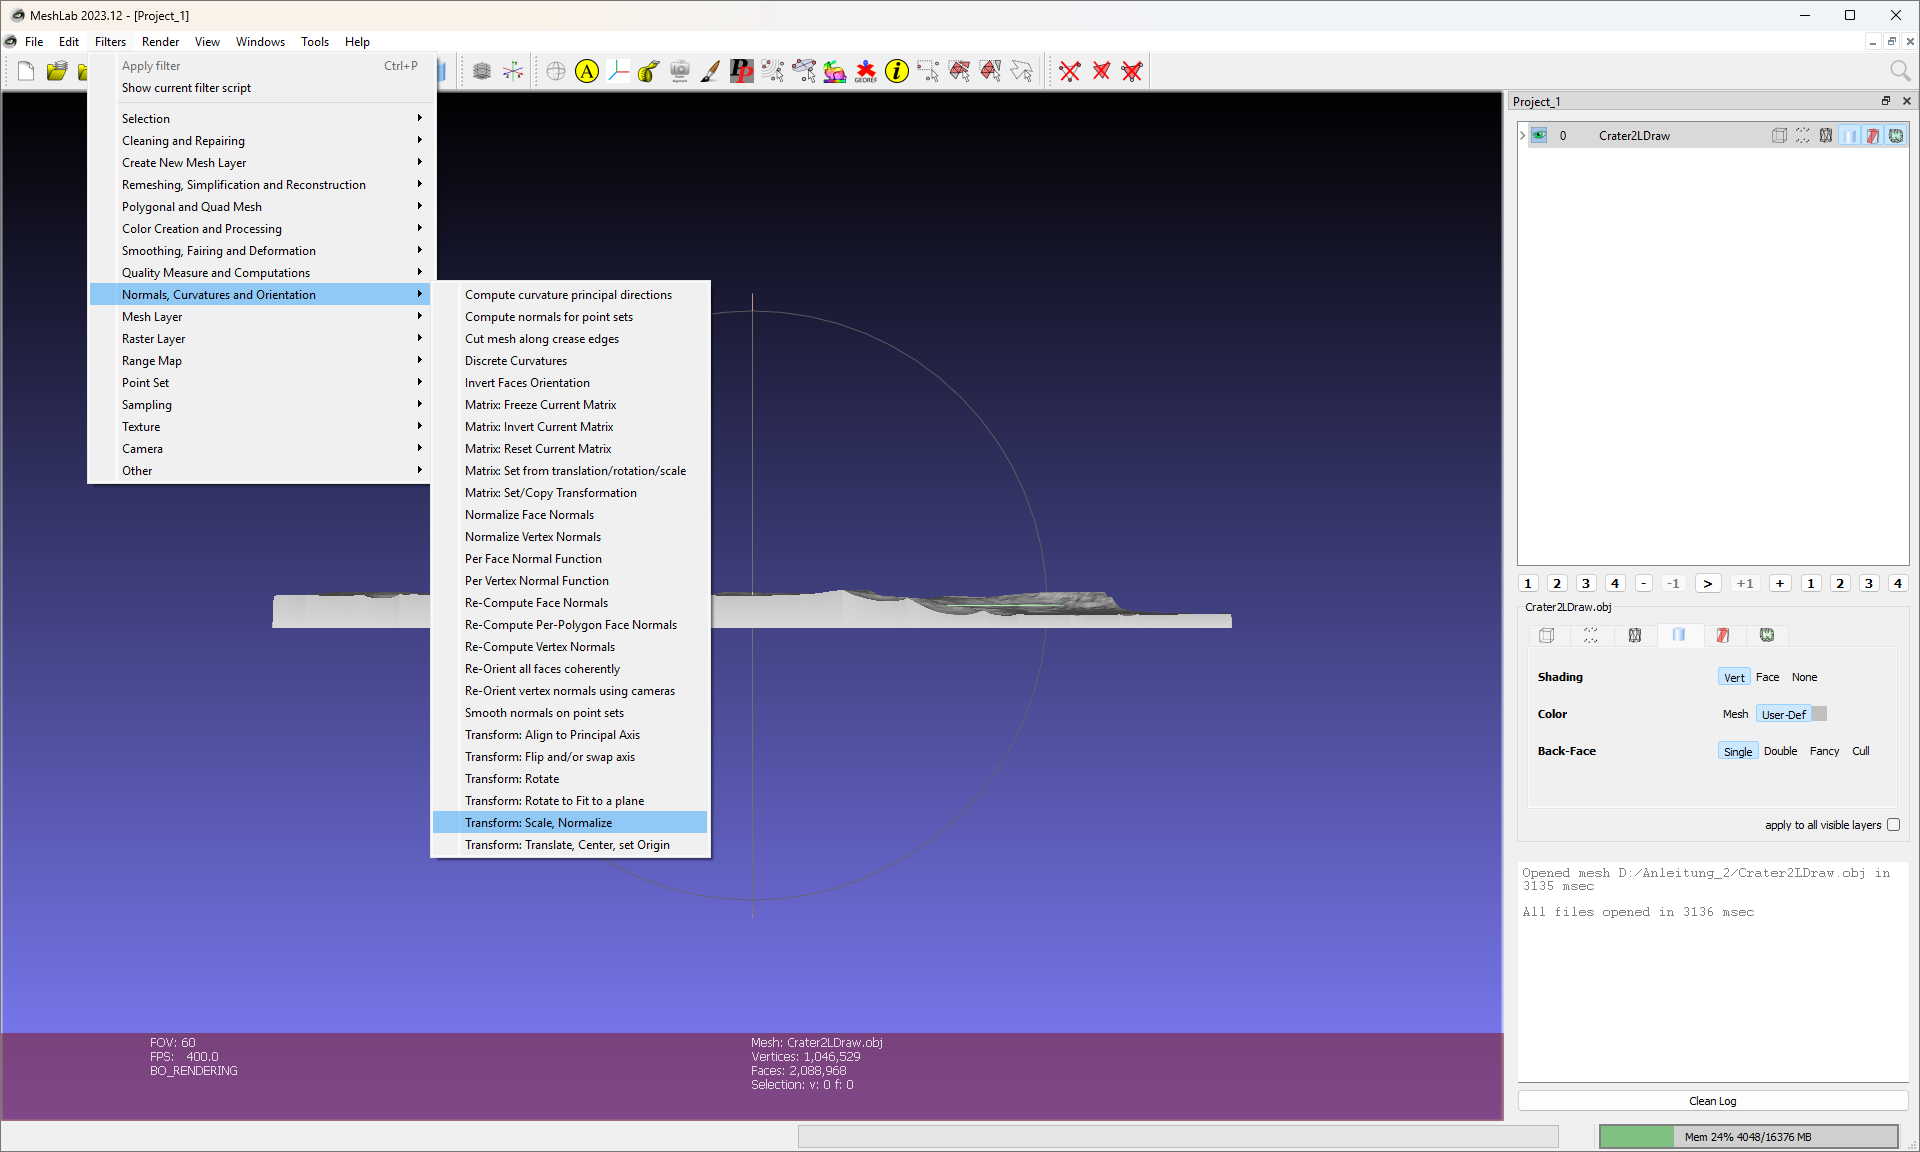 MeshLab 2023.12 - [Project_1]
File Edit Filters Render View Windows Tools Help
Apply filter Ctrl+P
Show current filter script
Selection
Cleaning and Repairing
Create New Mesh Layer
Remeshing, Simplification and Reconstruction
Polygonal and Quad Mesh
Color Creation and Processing
Smoothing, Fairing and Deformation
Quality Measure and Computations
Normals, Curvatures and Orientation
Mesh Layer
Raster Layer
Range Map
Point Set
Sampling
Texture
Camera
Other
Compute curvature principal directions
Compute normals for point sets
Cut mesh along crease edges
Discrete Curvatures
Invert Faces Orientation
Matrix: Freeze Current Matrix
Matrix: Invert Current Matrix
Matrix: Reset Current Matrix
Matrix: Set from translation/rotation/scale
Matrix: Set/Copy Transformation
Normalize Face Normals
Normalize Vertex Normals
Per Face Normal Function
Per Vertex Normal Function
Re-Compute Face Normals
Re-Compute Per-Polygon Face Normals
Re-Compute Vertex Normals
Re-Orient all faces coherently
Re-Orient vertex normals using cameras
Smooth normals on point sets
Transform: Align to Principal Axis
Transform: Flip and/or swap axis
Transform: Rotate
Transform: Rotate to Fit to a plane
Transform: Scale, Normalize
Transform: Translate, Center, set Origin
A
PP
GEOREF
i
FOV: 60
FPS: 400.0
BO_RENDERING
Mesh: Crater2LDraw.obj
Vertices: 1,046,529
Faces: 2,088,968
Selection: v: 0 f: 0
Project_1
0 Crater2LDraw
1 2 3 4 - -1 > +1 + 1 2 3 4
Crater2LDraw.obj
Shading Vert Face None
Color Mesh User-Def
Back-Face Single Double Fancy Cull
apply to all visible layers
Opened mesh D:/Anleitung_2/Crater2LDraw.obj in
3135 msec
All files opened in 3136 msec
Clean Log
Mem 24% 4048/16376 MB